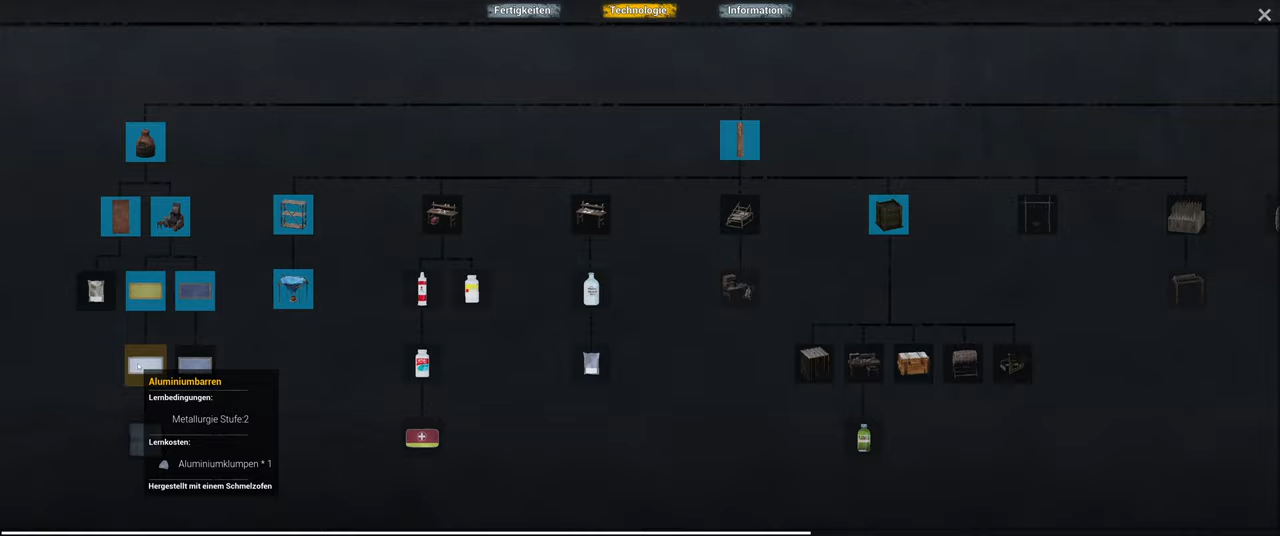 Fertigkeiten
Technologie
Information
Aluminiumbarren
Lernbedingungen:
Metallurgie Stufe:2
Lernkosten:
Aluminiumklumpen * 1
Hergestellt mit einem Schmelzofen